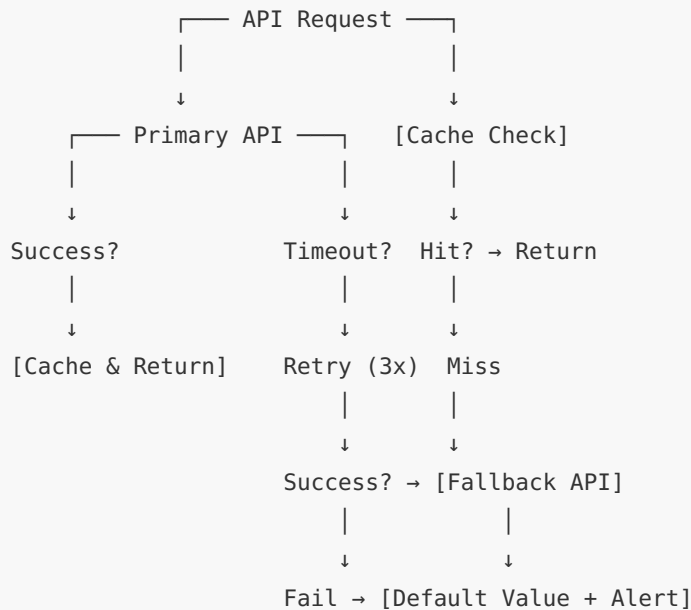 API Request
Primary API [Cache Check]
Success? Timeout? Hit? → Return
[Cache & Return] Retry (3x) Miss
Success? → [Fallback API]
Fail → [Default Value + Alert]